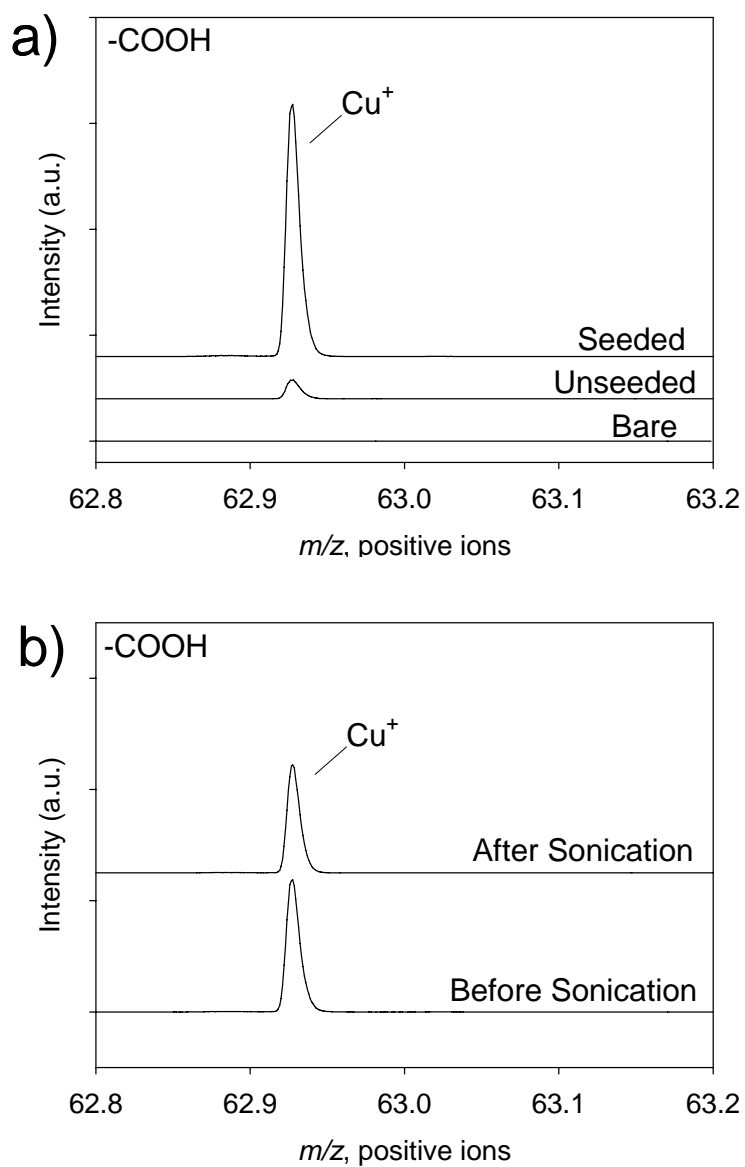 a)
-COOH
Cu⁺
Intensity (a.u.)
Seeded
Unseeded
Bare
62.8 62.9 63.0 63.1 63.2
m/z, positive ions
b)
-COOH
Cu⁺
Intensity (a.u.)
After Sonication
Before Sonication
62.8 62.9 63.0 63.1 63.2
m/z, positive ions